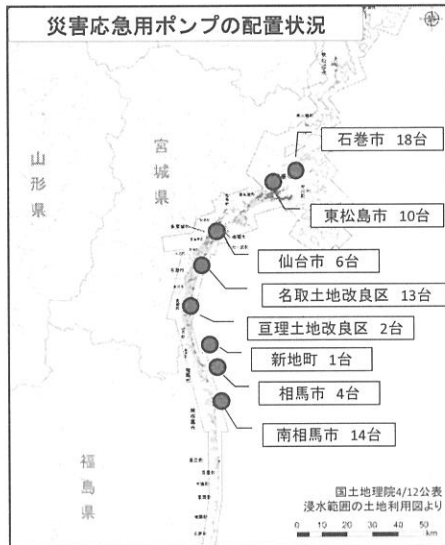 災害応急用ポンプの配置状況
石巻市 18台
宮城県
山形県
東松島市 10台
仙台市 6台
名取土地改良区 13台
亘理土地改良区 2台
新地町 1台
相馬市 4台
南相馬市 14台
福島県
国土地理院4/12公表
浸水範囲の土地利用図より
0 10 20 30 40 50
km